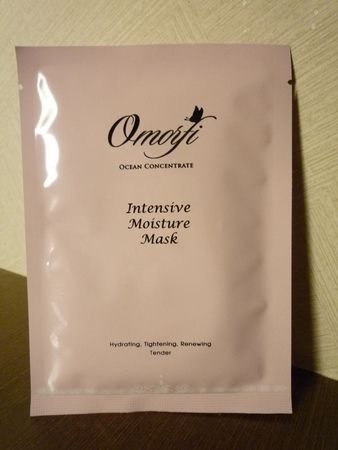 Omorfi
OCEAN CONCENTRATE
Intensive
Moisture
Mask
Hydrating, Tightening, Renewing
Tender